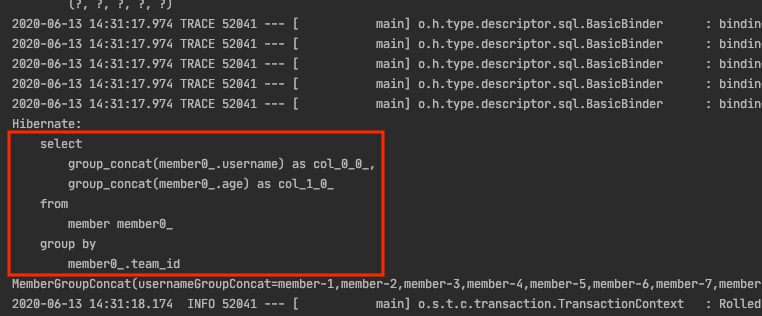 (?, ?, ?, ?, ?)
2020-06-13 14:31:17.974 TRACE 52041 --- [           main] o.h.type.descriptor.sql.BasicBinder      : bindin
2020-06-13 14:31:17.974 TRACE 52041 --- [           main] o.h.type.descriptor.sql.BasicBinder      : bindin
2020-06-13 14:31:17.974 TRACE 52041 --- [           main] o.h.type.descriptor.sql.BasicBinder      : bindin
2020-06-13 14:31:17.974 TRACE 52041 --- [           main] o.h.type.descriptor.sql.BasicBinder      : bindin
2020-06-13 14:31:17.974 TRACE 52041 --- [           main] o.h.type.descriptor.sql.BasicBinder      : bindin
Hibernate:
    select
        group_concat(member0_.username) as col_0_0_,
        group_concat(member0_.age) as col_1_0_
    from
        member member0_
    group by
        member0_.team_id
MemberGroupConcat(usernameGroupConcat=member-1,member-2,member-3,member-4,member-5,member-6,member-7,member
2020-06-13 14:31:18.174  INFO 52041 --- [           main] o.s.t.c.transaction.TransactionContext   : Rolled